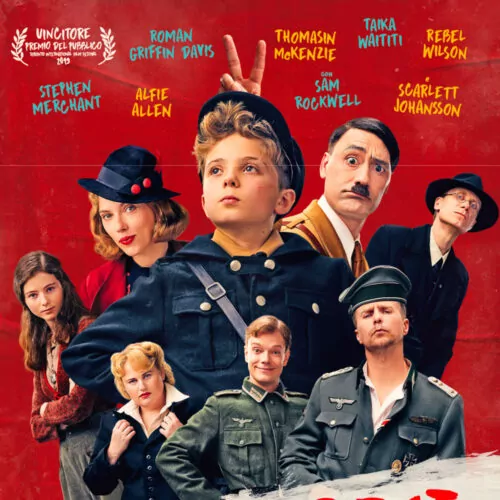 VINCITORE
PREMIO DEL PUBBLICO
TORONTO INTERNATIONAL FILM FESTIVAL
2019
ROMAN
GRIFFIN DAVIS
THOMASIN
McKENZIE
TAIKA
WAITITI
REBEL
WILSON
STEPHEN
MERCHANT
ALFIE
ALLEN
CON
SAM
ROCKWELL
E
SCARLETT
JOHANSSON